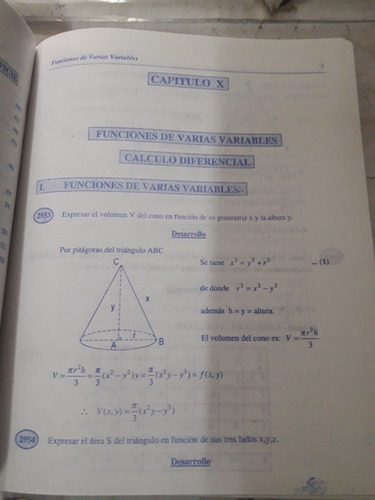 Funciones de Varias Variables
CAPITULO X
FUNCIONES DE VARIAS VARIABLES
CALCULO DIFERENCIAL
I. FUNCIONES DE VARIAS VARIABLES:-
2953 Expresar el volumen V del cono en función de su generatriz x y la altura y.
Desarrollo
Por pitágoras del triángulo ABC
Se tiene x² = y² + r² ... (1)
de donde r² = x² − y²
además h = y = altura.
El volumen del cono es: V = πr²h/3
C
y
x
r
A
B
V = πr²h/3 = π/3(x² − y²)y = π/3(x²y − y³) = f(x, y)
∴ V(x, y) = π/3(x²y − y³)
2954 Expresar el área S del triángulo en función de sus tres lados x,y,z.
Desarrollo